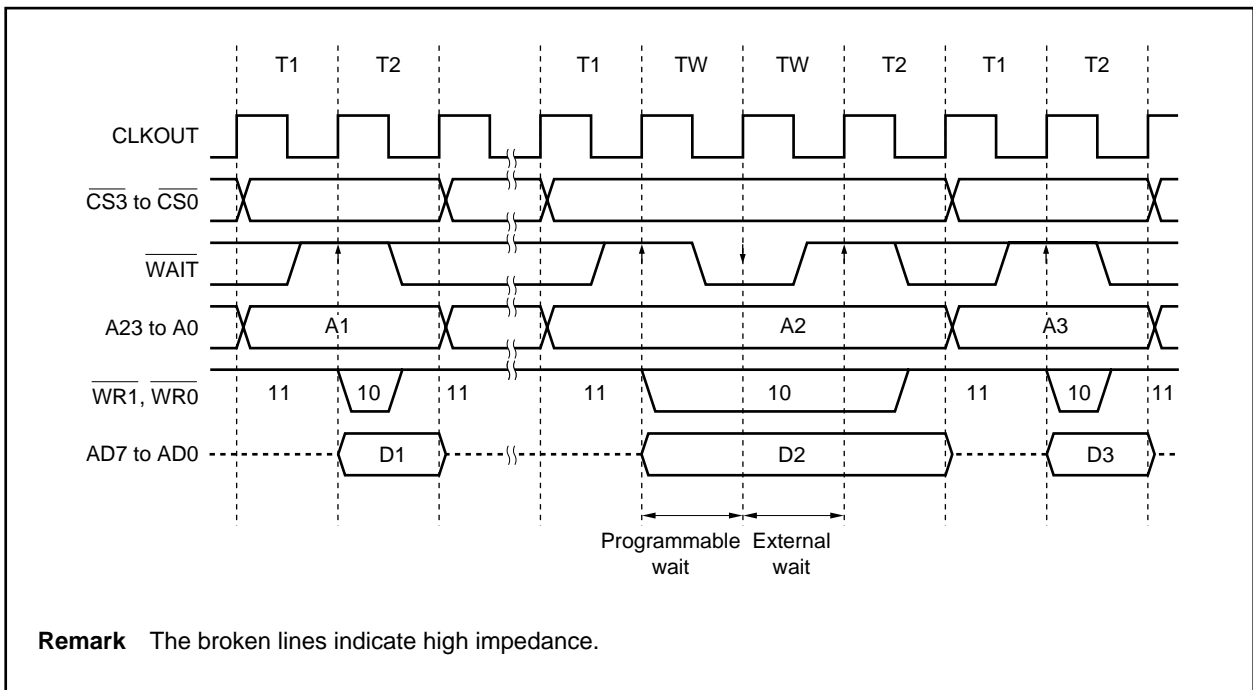 T1 T2 T1 TW TW T2 T1 T2
CLKOUT
CS3 to CS0
WAIT
A23 to A0 A1 A2 A3
WR1, WR0 11 10 11 11 10 11 10 11
AD7 to AD0 D1 D2 D3
Programmable wait
External wait
Remark The broken lines indicate high impedance.